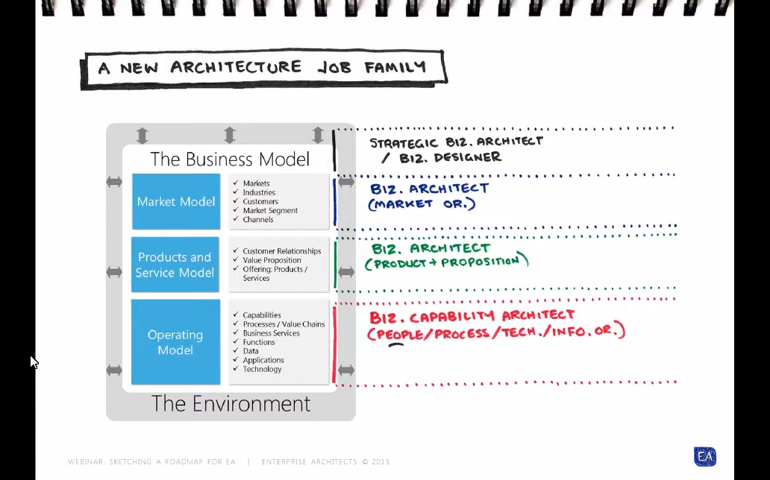 A NEW ARCHITECTURE JOB FAMILY
The Business Model
Market Model
✓ Markets
✓ Industries
✓ Customers
✓ Market Segment
✓ Channels
Products and
Service Model
✓ Customer Relationships
✓ Value Proposition
✓ Offering: Products /
Services
Operating
Model
✓ Capabilities
✓ Processes / Value Chains
✓ Business Services
✓ Functions
✓ Data
✓ Applications
✓ Technology
The Environment
STRATEGIC BIZ. ARCHITECT
/ BIZ. DESIGNER
BIZ. ARCHITECT
(MARKET OR.)
BIZ. ARCHITECT
(PRODUCT + PROPOSITION)
BIZ. CAPABILITY ARCHITECT
(PEOPLE/PROCESS/TECH./INFO. OR.)
WEBINAR: SKETCHING A ROADMAP FOR EA | ENTERPRISE ARCHITECTS © 2013
EA